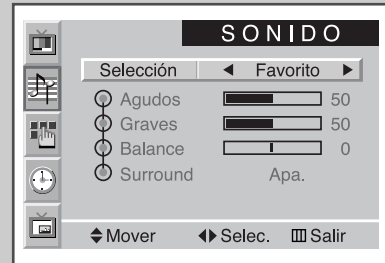 SONIDO
Selección ◀ Favorito ▶
Agudos 50
Graves 50
Balance 0
Surround Apa.
Mover Selec. Salir